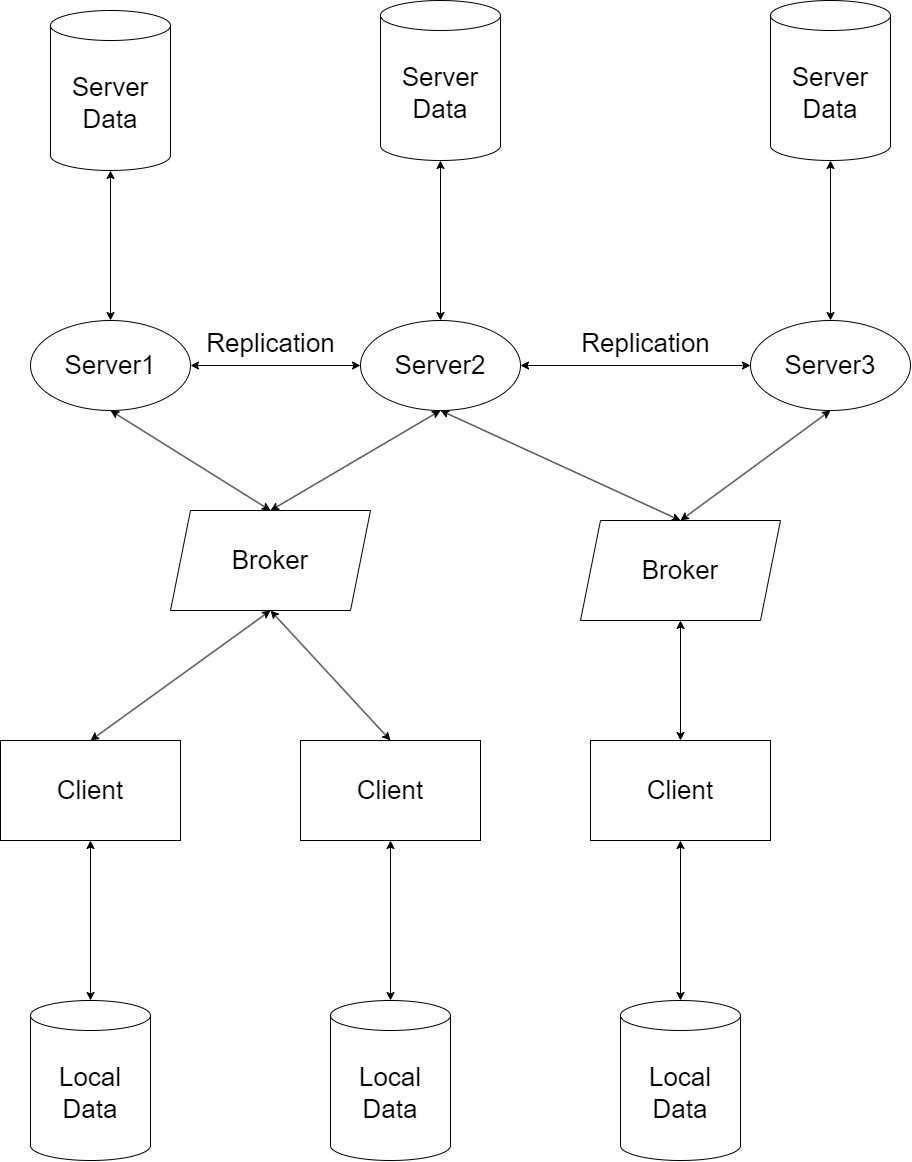 Server
Data
Server
Data
Server
Data
Replication
Replication
Server1
Server2
Server3
Broker
Broker
Client
Client
Client
Local
Data
Local
Data
Local
Data